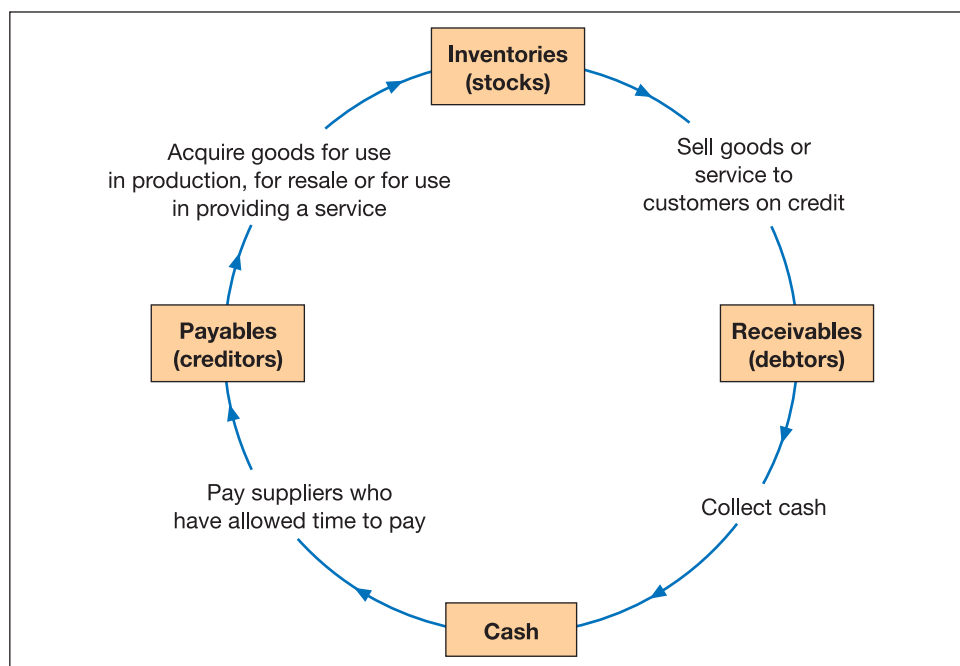 Inventories
(stocks)
Acquire goods for use
in production, for resale or for use
in providing a service
Sell goods or
service to
customers on credit
Payables
(creditors)
Receivables
(debtors)
Pay suppliers who
have allowed time to pay
Collect cash
Cash